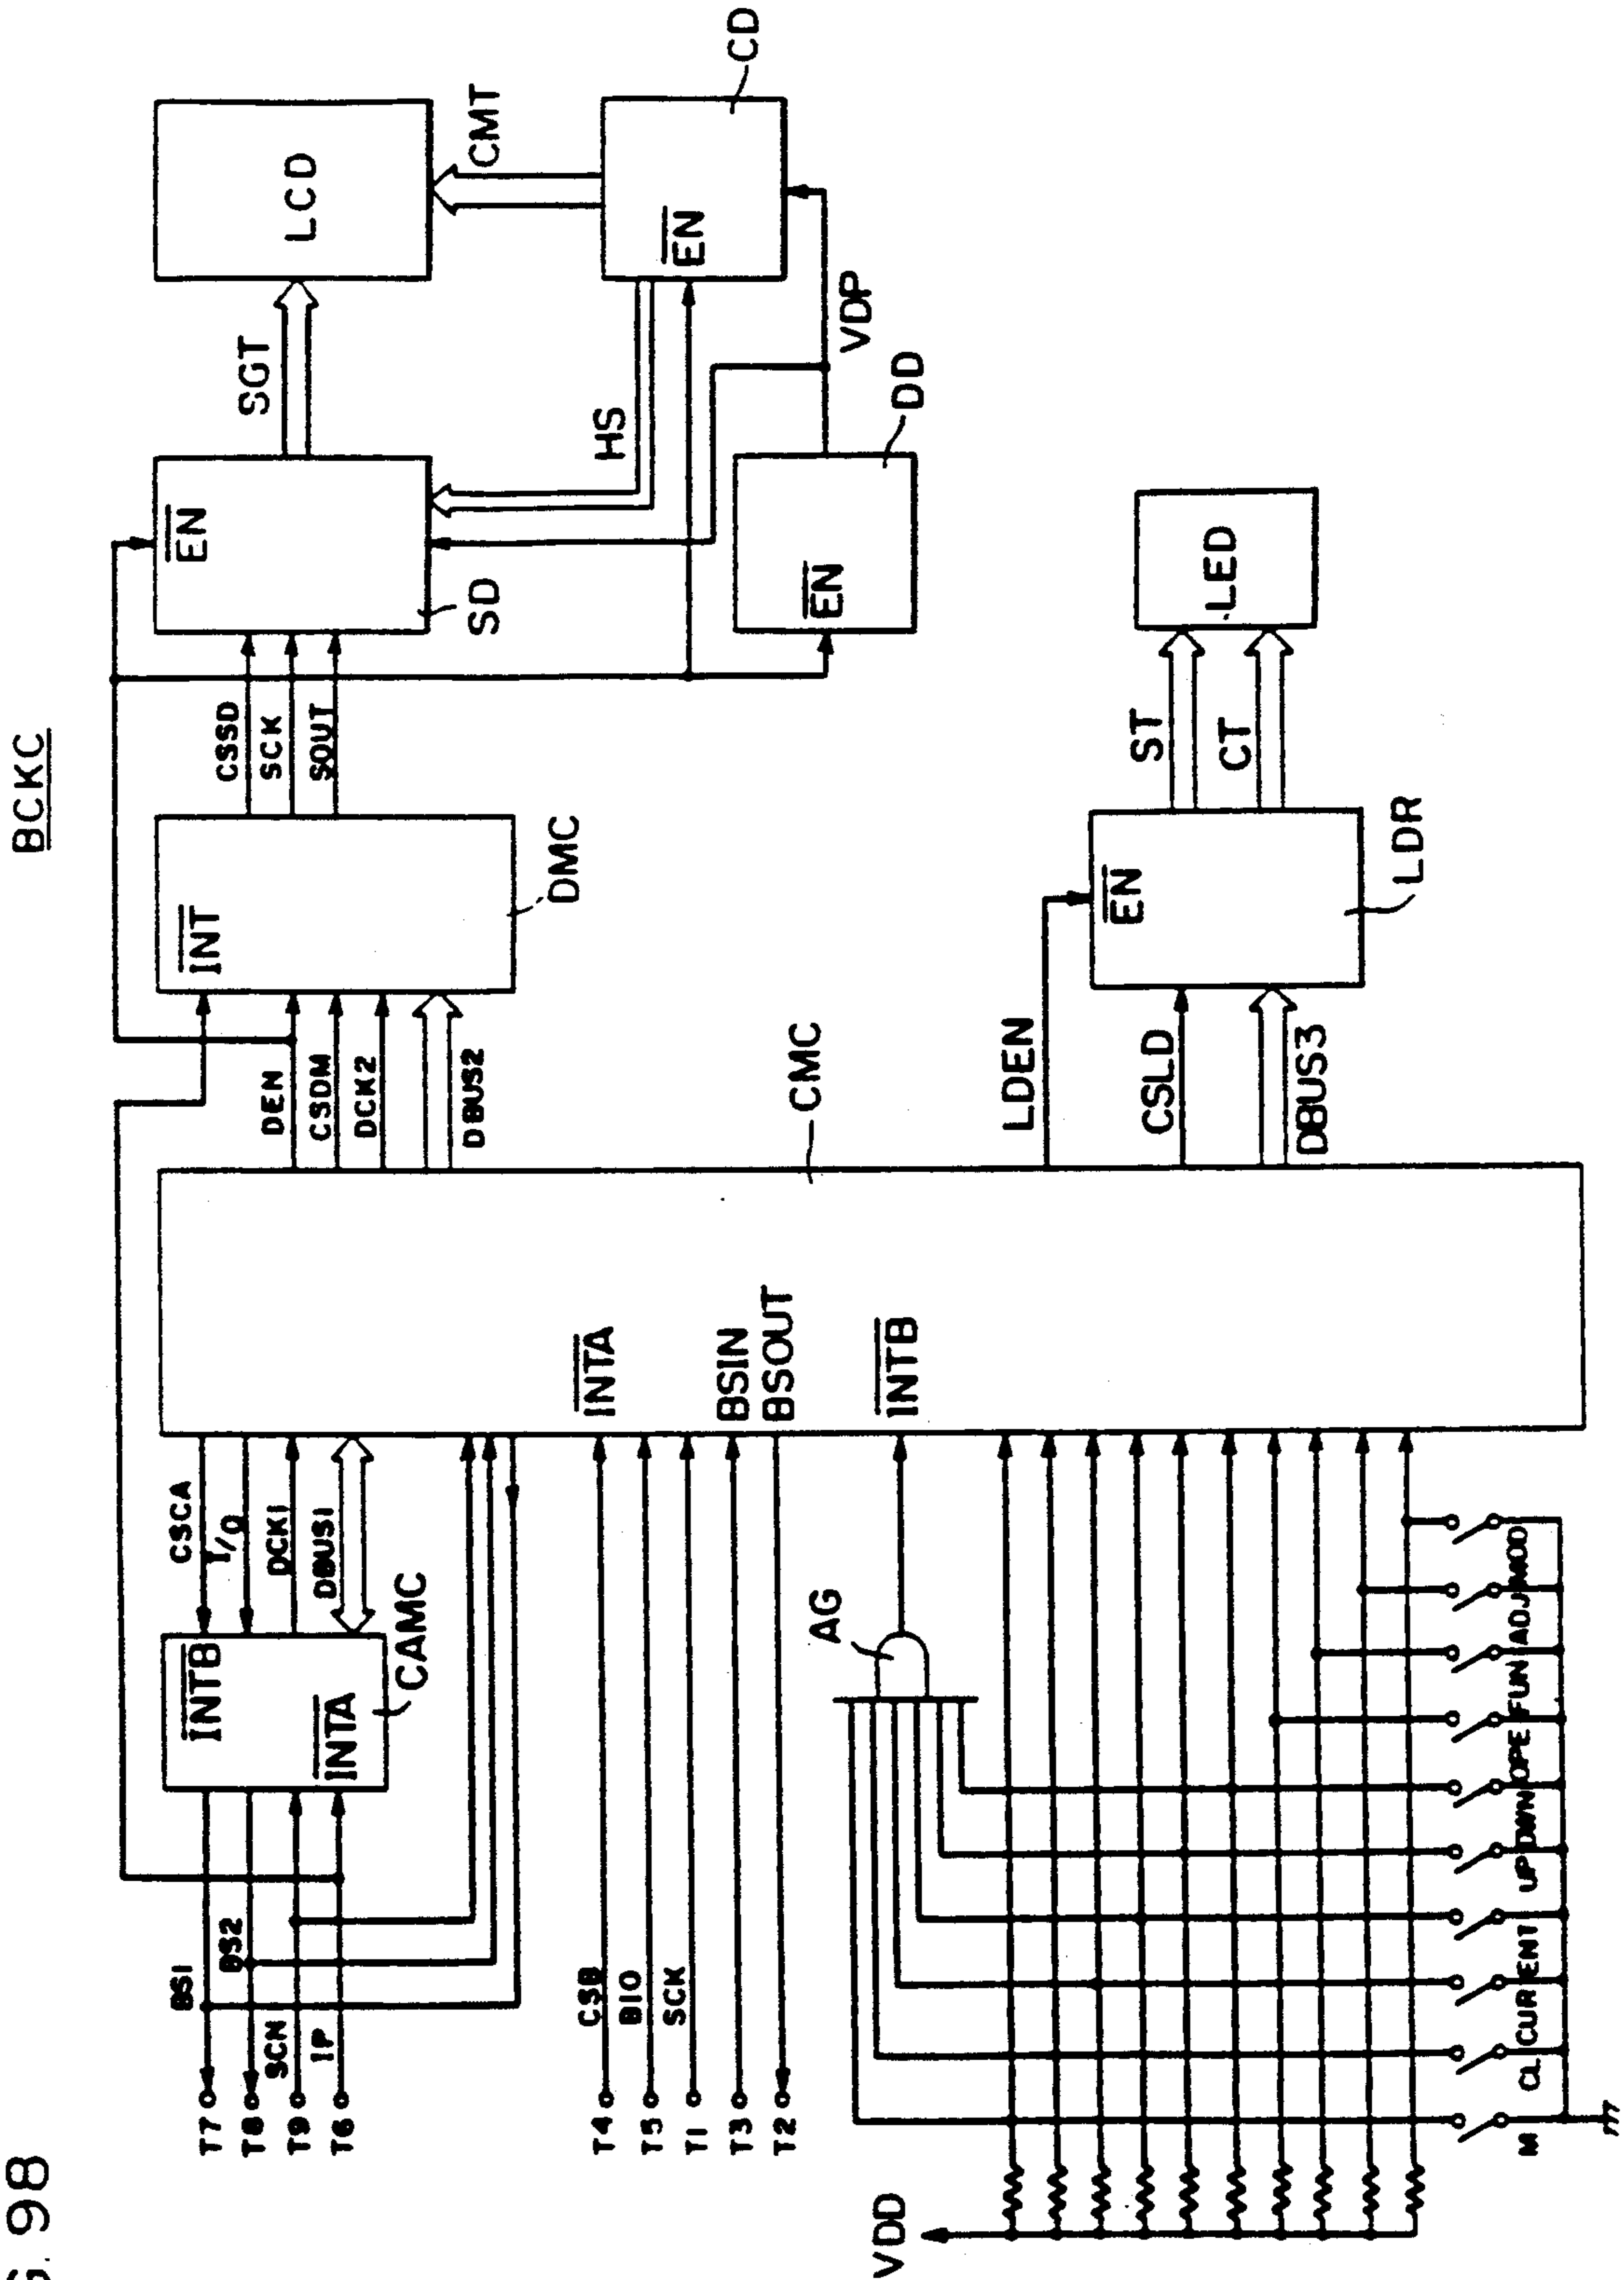 G. 98
BCKC
T7
T8
T9
T6
BS1
BS2
SCN
IP
INTB
INTA
CAMC
CSCA
I/O
DCK1
DBUS1
T4
T5
T1
T3
T2
CSB
BIO
SCK
INTA
BSIN
BSOUT
INTB
CMC
DEN
CSDM
DCK2
DBUS2
INT
DMC
CSSD
SCK
SOUT
EN
SD
SGT
LCD
CMT
HS
EN
CD
VDP
EN
DD
LDEN
CSLD
DBUS3
EN
LDR
ST
CT
LED
AG
VDD
M
CL
CUR
ENT
UP
DWN
OPE
FUN
ADJ
MOD